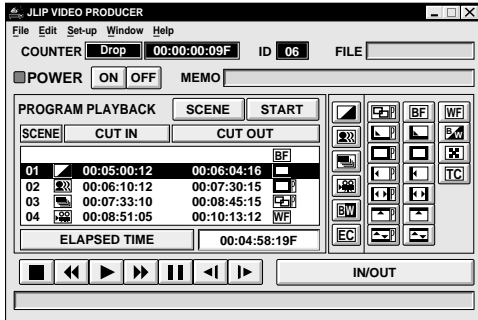 JLIP VIDEO PRODUCER
File Edit Set-up Window Help
COUNTER Drop 00:00:00:09F ID 06 FILE
POWER ON OFF MEMO
PROGRAM PLAYBACK SCENE START
SCENE CUT IN CUT OUT
BF
01 00:05:00:12 00:06:04:16
02 00:06:10:12 00:07:30:15 P
03 00:07:33:10 00:08:45:15 P
04 00:08:51:05 00:10:13:12 WF
ELAPSED TIME 00:04:58:19F
P BF WF
P B/W
P
P TC
P
BW P
EC P
IN/OUT